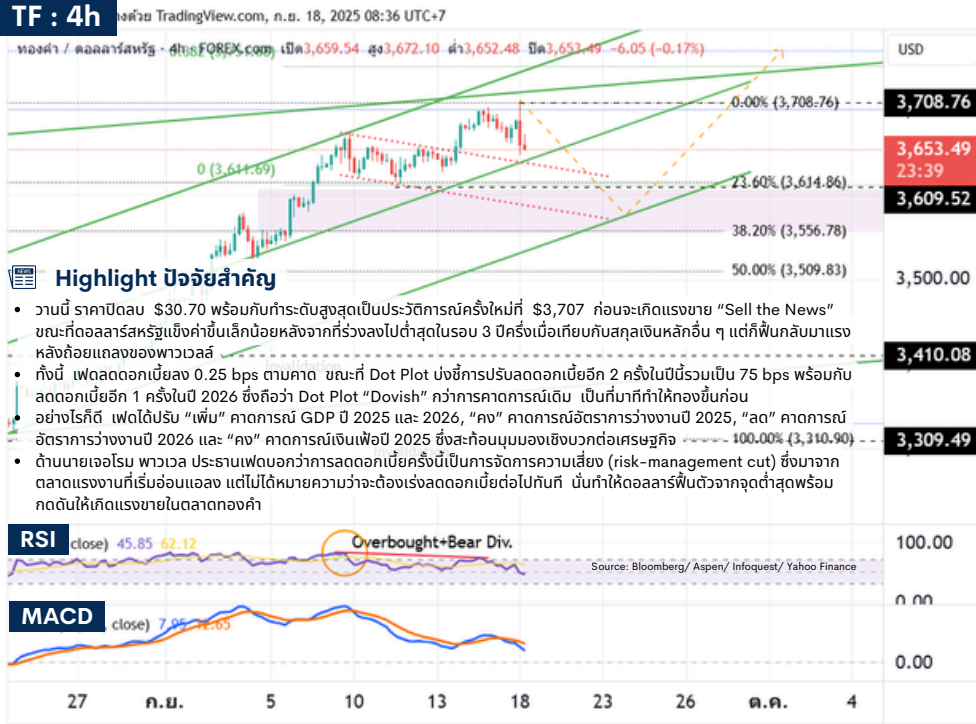 TF : 4h
างด้วย TradingView.com, ก.ย. 18, 2025 08:36 UTC+7
ทองคำ / ดอลลาร์สหรัฐ · 4h · FOREX.com เปิด3,659.54 สูง3,672.10 ต่ำ3,652.48 ปิด3,653.49 −6.05 (−0.17%)
USD
0.00% (3,708.76)
3,708.76
3,653.49
23:39
0 (3,611.69)
23.60% (3,614.86)
3,609.52
38.20% (3,556.78)
50.00% (3,509.83)
3,500.00
NEWS
Highlight ปัจจัยสำคัญ
• วานนี้ ราคาปิดลบ $30.70 พร้อมกับทำระดับสูงสุดเป็นประวัติการณ์ครั้งใหม่ที่ $3,707 ก่อนจะเกิดแรงขาย “Sell the News”
ขณะที่ดอลลาร์สหรัฐแข็งค่าขึ้นเล็กน้อยหลังจากที่ร่วงลงไปต่ำสุดในรอบ 3 ปีครึ่งเมื่อเทียบกับสกุลเงินหลักอื่น ๆ แต่ก็ฟื้นกลับมาแรง
หลังถ้อยแถลงของพาวเวลล์
3,410.08
Invalidation
• ทั้งนี้ เฟดลดดอกเบี้ยลง 0.25 bps ตามคาด ขณะที่ Dot Plot บ่งชี้การปรับลดดอกเบี้ยอีก 2 ครั้งในปีนี้รวมเป็น 75 bps พร้อมกับ
ลดดอกเบี้ยอีก 1 ครั้งในปี 2026 ซึ่งถือว่า Dot Plot “Dovish” กว่าการคาดการณ์เดิม เป็นที่มาที่ทำให้ทองขึ้นก่อน
• อย่างไรก็ดี เฟดได้ปรับ “เพิ่ม” คาดการณ์ GDP ปี 2025 และ 2026, “คง” คาดการณ์อัตราการว่างงานปี 2025, “ลด” คาดการณ์
อัตราการว่างงานปี 2026 และ “คง” คาดการณ์เงินเฟ้อปี 2025 ซึ่งสะท้อนมุมมองเชิงบวกต่อเศรษฐกิจ
100.00% (3,310.90)
3,309.49
• ด้านนายเจอโรม พาวเวล ประธานเฟดบอกว่าการลดดอกเบี้ยครั้งนี้เป็นการจัดการความเสี่ยง (risk-management cut) ซึ่งมาจาก
ตลาดแรงงานที่เริ่มอ่อนแอลง แต่ไม่ได้หมายความว่าจะต้องเร่งลดดอกเบี้ยต่อไปทันที นั่นทำให้ดอลลาร์ฟื้นตัวจากจุดต่ำสุดพร้อม
กดดันให้เกิดแรงขายในตลาดทองคำ
RSI
close) 45.85 62.12
Overbought+Bear Div.
100.00
Source: Bloomberg/ Aspen/ Infoquest/ Yahoo Finance
0.00
MACD
, close) 7.95 12.65
0.00
27 ก.ย. 5 10 13 18 23 26 ต.ค. 4